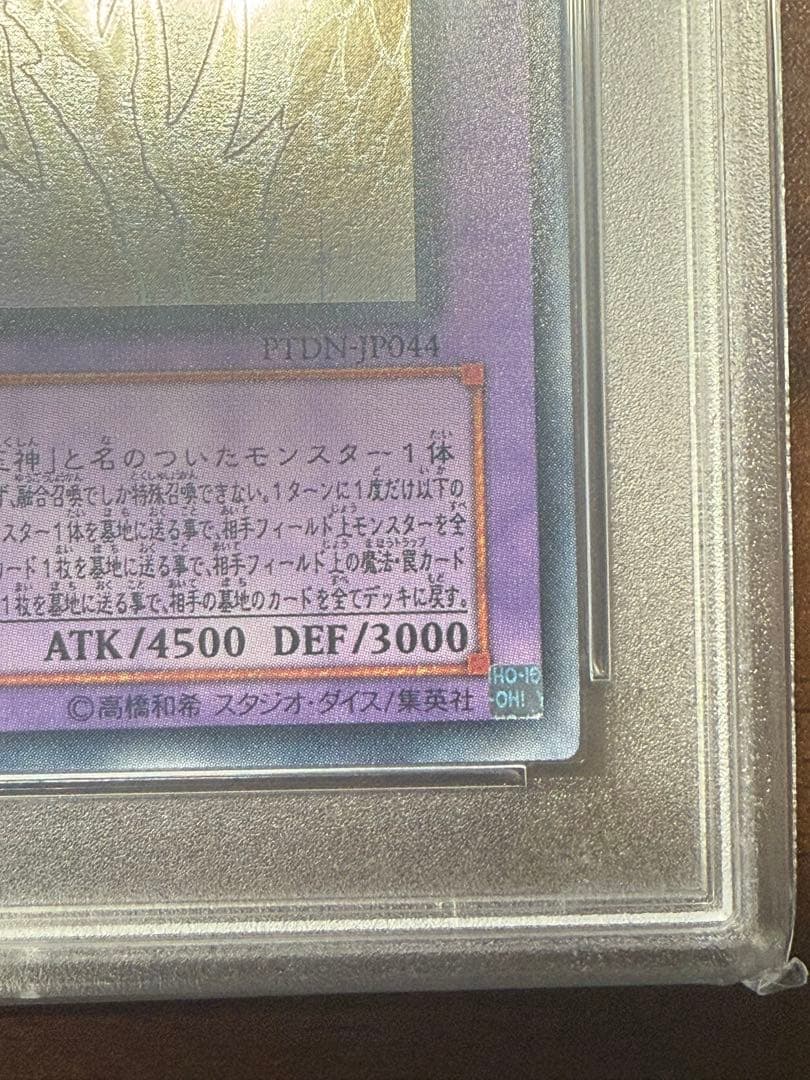 PTDN-JP044
神」と名のついたモンスター1体
ず、融合召喚でしか特殊召喚できない。1ターンに1度だけ以下の
スター1体を墓地に送る事で、相手フィールド上モンスターを全
カード1枚を墓地に送る事で、相手フィールド上の魔法・罠カード
1枚を墓地に送る事で、相手の墓地のカードを全てデッキに戻す。
ATK/4500 DEF/3000
©高橋和希 スタジオ・ダイス/集英社
HO-16
OH!